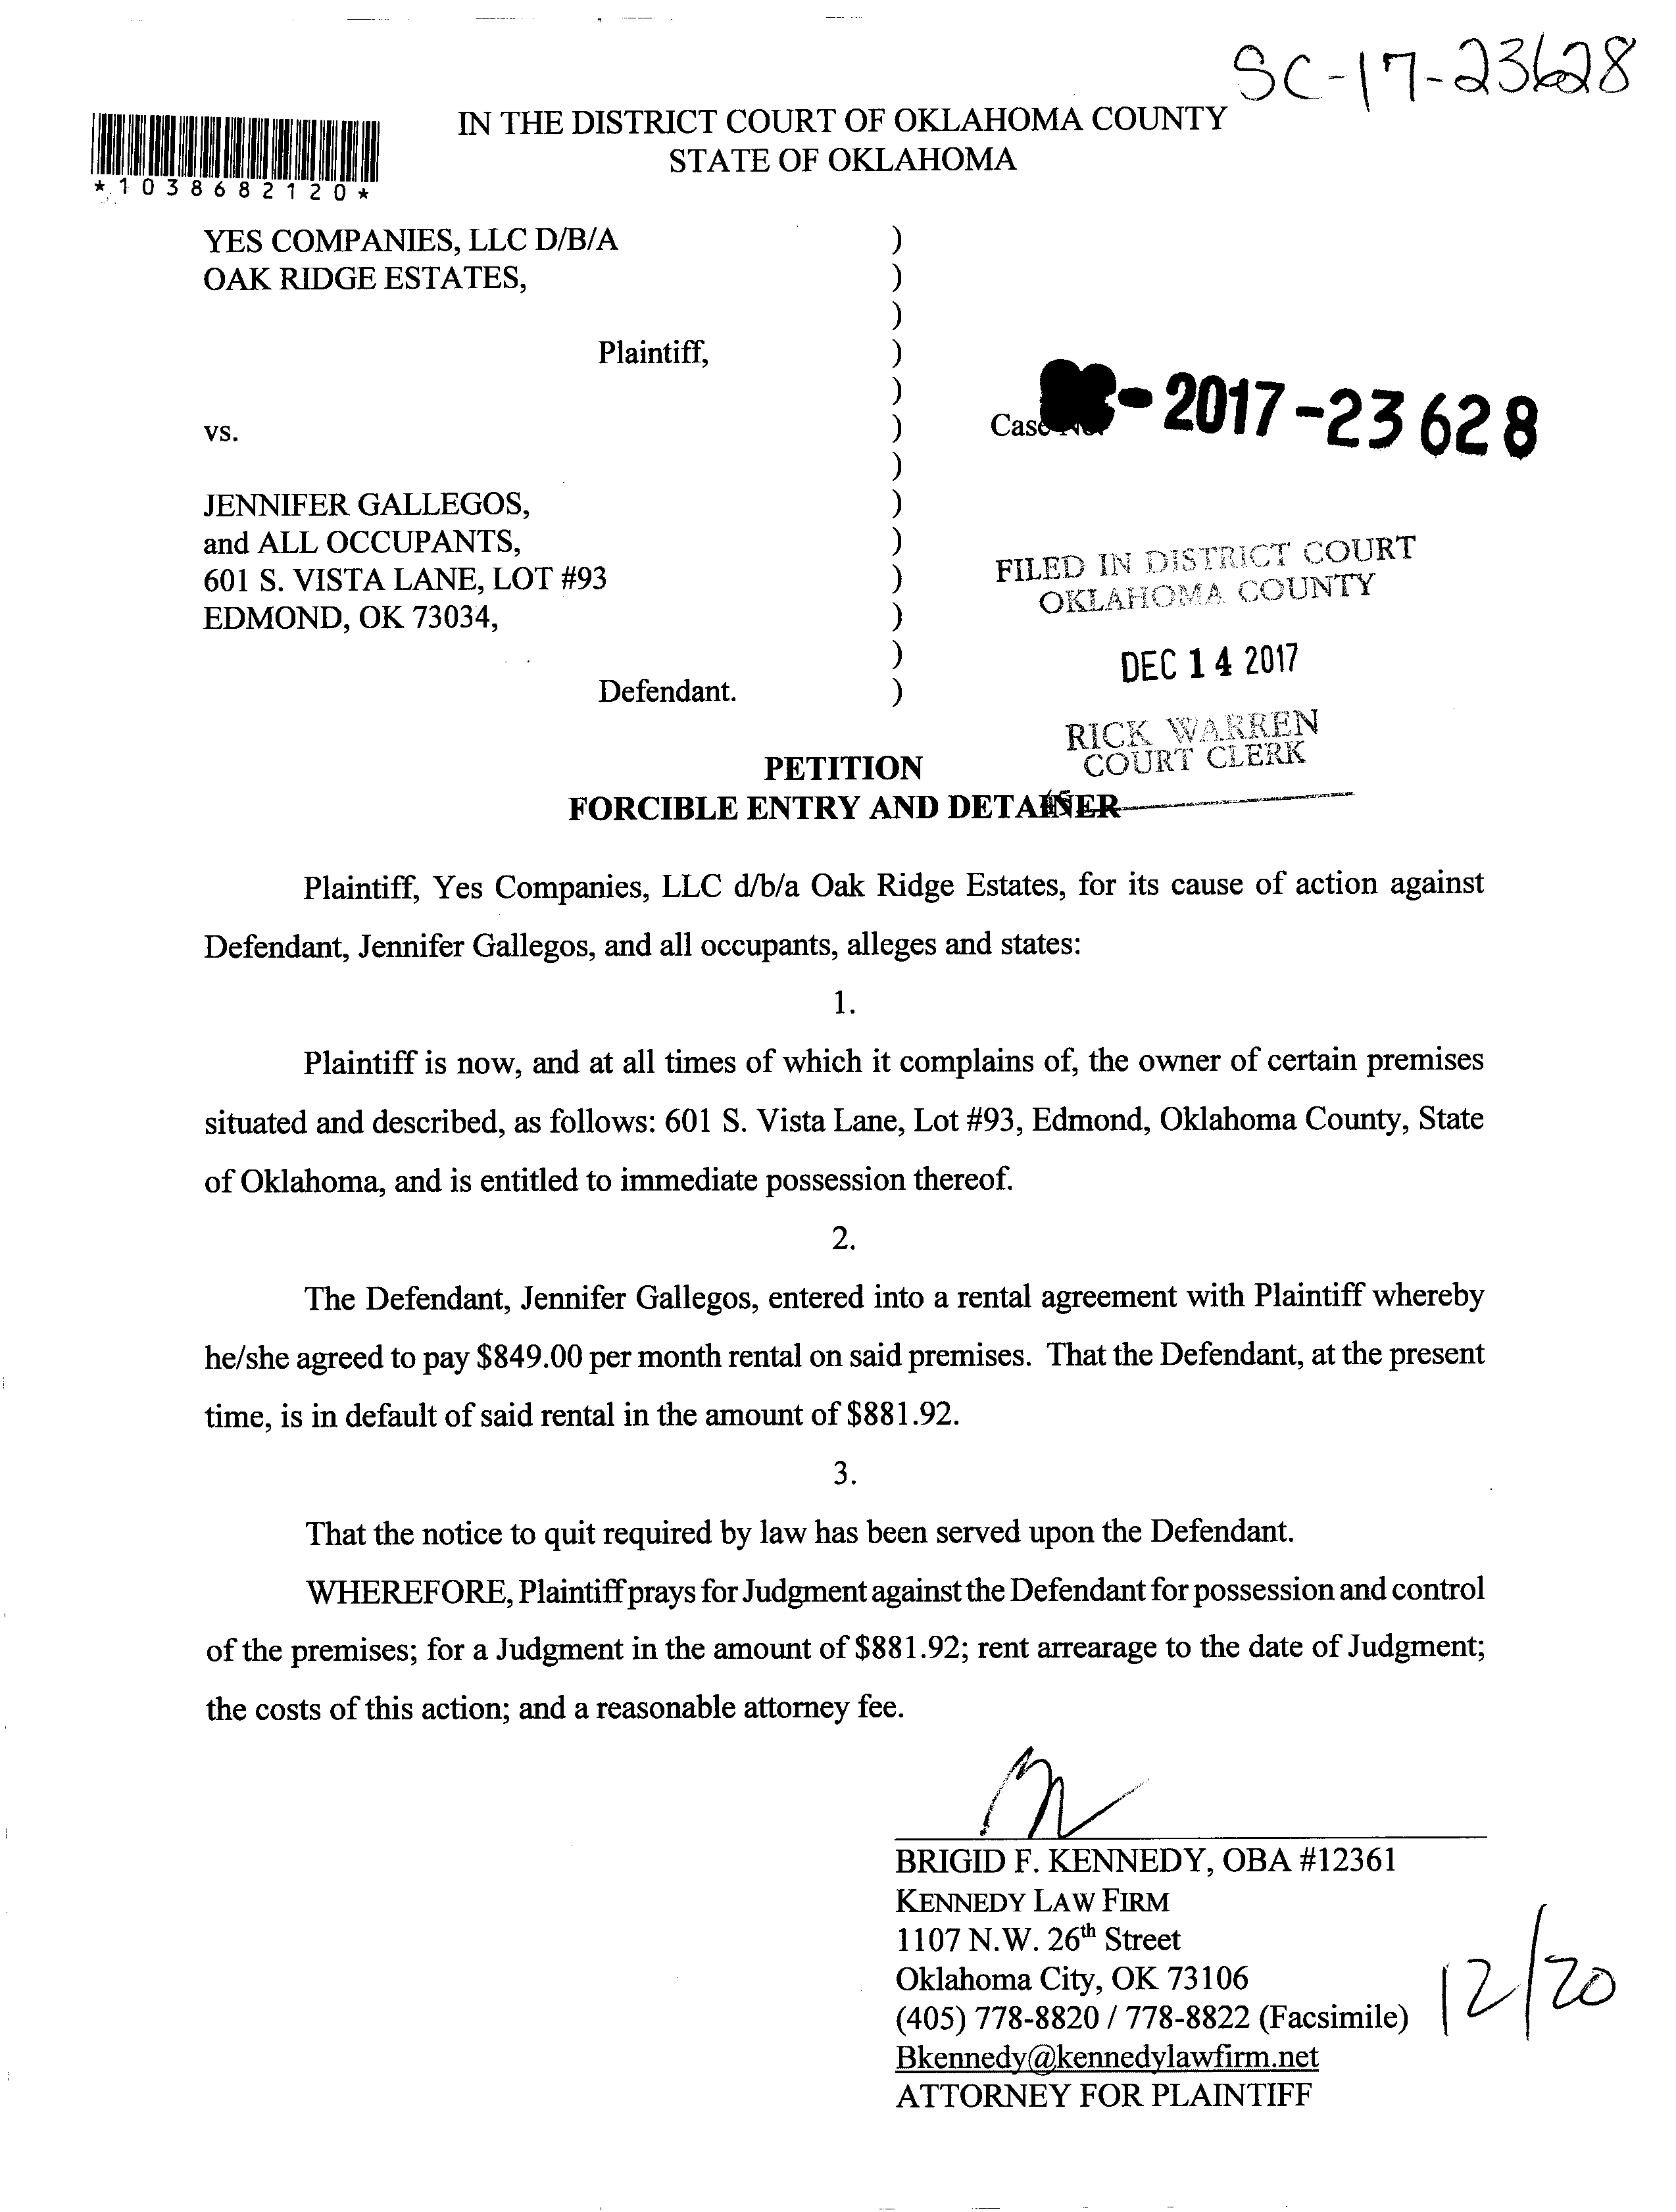 SC-17-23628
IN THE DISTRICT COURT OF OKLAHOMA COUNTY
STATE OF OKLAHOMA
*1038682120*
YES COMPANIES, LLC D/B/A )
OAK RIDGE ESTATES, )
)
Plaintiff, )
)
vs. ) Case No. -2017-23628
)
JENNIFER GALLEGOS, )
and ALL OCCUPANTS, )
601 S. VISTA LANE, LOT #93 )
EDMOND, OK 73034, )
)
Defendant. )
FILED IN DISTRICT COURT
OKLAHOMA COUNTY
DEC 14 2017
RICK WARREN
COURT CLERK
PETITION
FORCIBLE ENTRY AND DETAINER
Plaintiff, Yes Companies, LLC d/b/a Oak Ridge Estates, for its cause of action against
Defendant, Jennifer Gallegos, and all occupants, alleges and states:
1.
Plaintiff is now, and at all times of which it complains of, the owner of certain premises
situated and described, as follows: 601 S. Vista Lane, Lot #93, Edmond, Oklahoma County, State
of Oklahoma, and is entitled to immediate possession thereof.
2.
The Defendant, Jennifer Gallegos, entered into a rental agreement with Plaintiff whereby
he/she agreed to pay $849.00 per month rental on said premises. That the Defendant, at the present
time, is in default of said rental in the amount of $881.92.
3.
That the notice to quit required by law has been served upon the Defendant.
WHEREFORE, Plaintiff prays for Judgment against the Defendant for possession and control
of the premises; for a Judgment in the amount of $881.92; rent arrearage to the date of Judgment;
the costs of this action; and a reasonable attorney fee.
BRIGID F. KENNEDY, OBA #12361
KENNEDY LAW FIRM
1107 N.W. 26th Street
Oklahoma City, OK 73106
(405) 778-8820 / 778-8822 (Facsimile)
Bkennedy@kennedylawfirm.net
ATTORNEY FOR PLAINTIFF
12/20